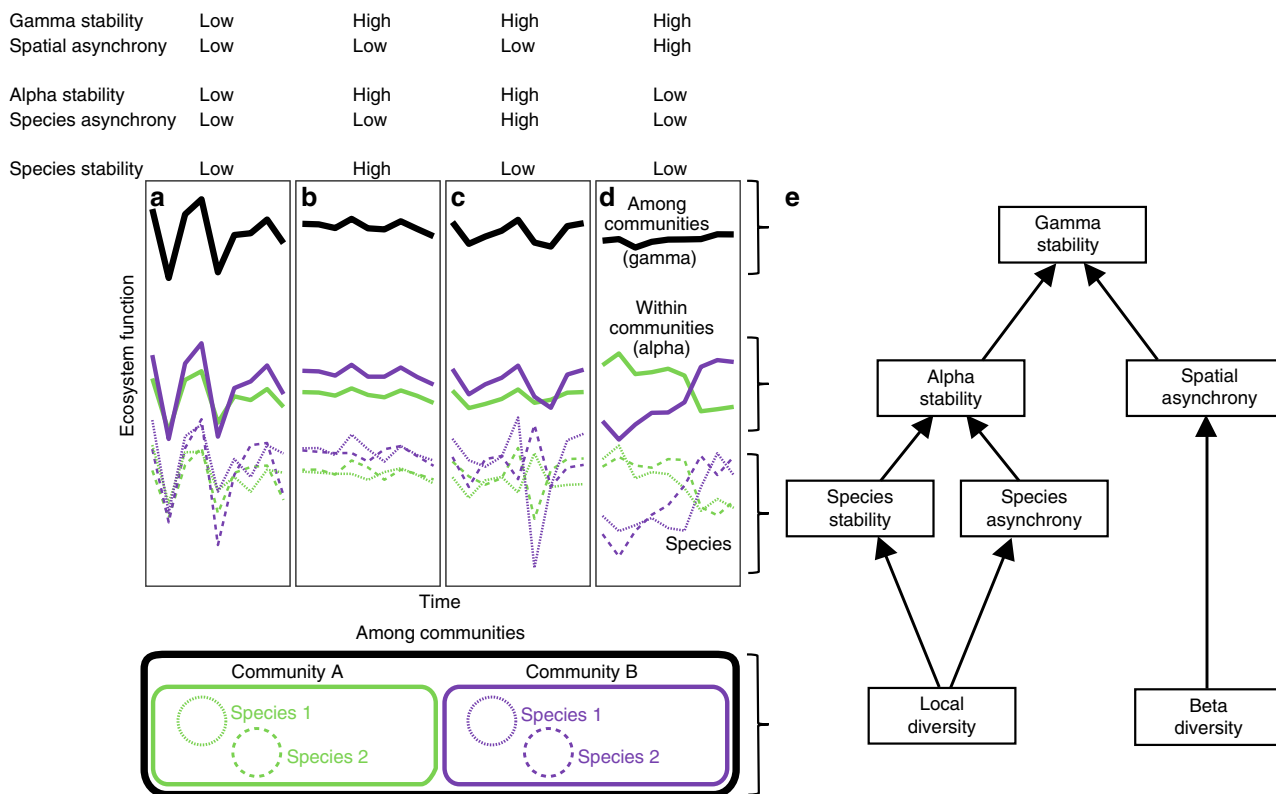 Gamma stability Low High High High
Spatial asynchrony Low Low Low High
Alpha stability Low High High Low
Species asynchrony Low Low High Low
Species stability Low High Low Low
a b c d e
Ecosystem function
Among
communities
(gamma)
Within
communities
(alpha)
Species
Time
Among communities
Community A
Species 1
Species 2
Community B
Species 1
Species 2
Gamma
stability
Alpha
stability
Spatial
asynchrony
Species
stability
Species
asynchrony
Local
diversity
Beta
diversity